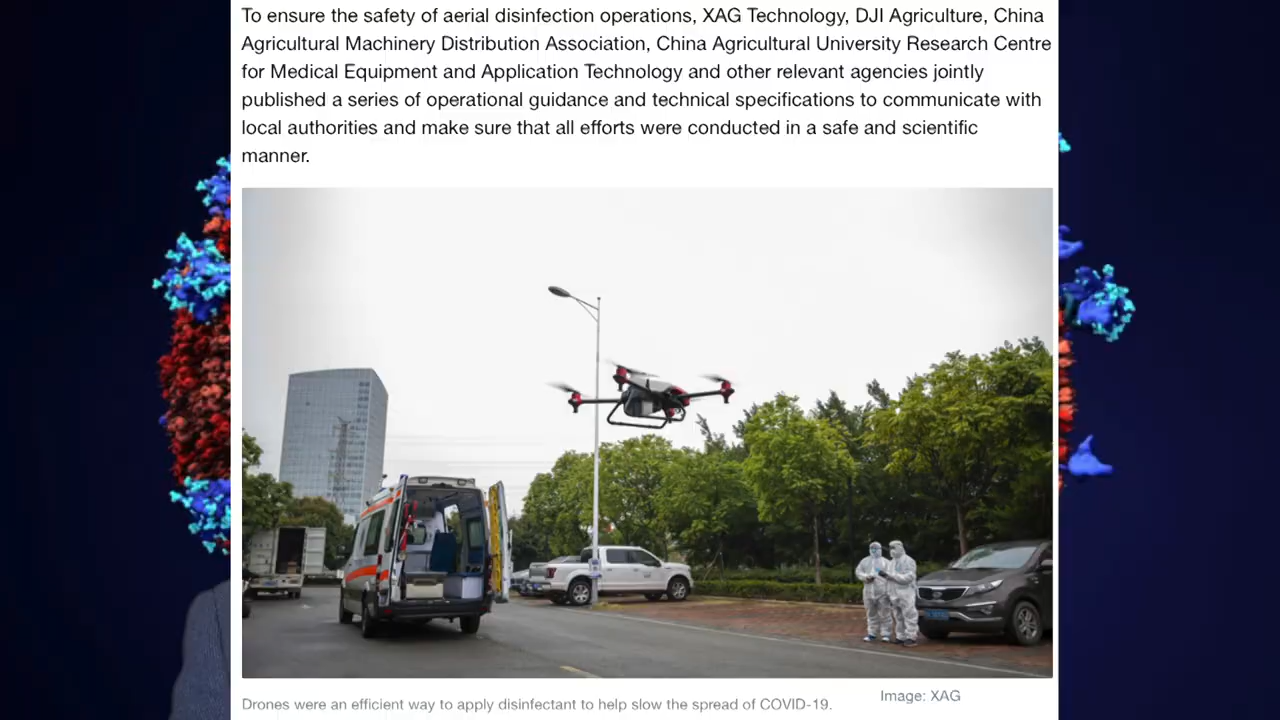 To ensure the safety of aerial disinfection operations, XAG Technology, DJI Agriculture, China
Agricultural Machinery Distribution Association, China Agricultural University Research Centre
for Medical Equipment and Application Technology and other relevant agencies jointly
published a series of operational guidance and technical specifications to communicate with
local authorities and make sure that all efforts were conducted in a safe and scientific
manner.
Drones were an efficient way to apply disinfectant to help slow the spread of COVID-19.
Image: XAG